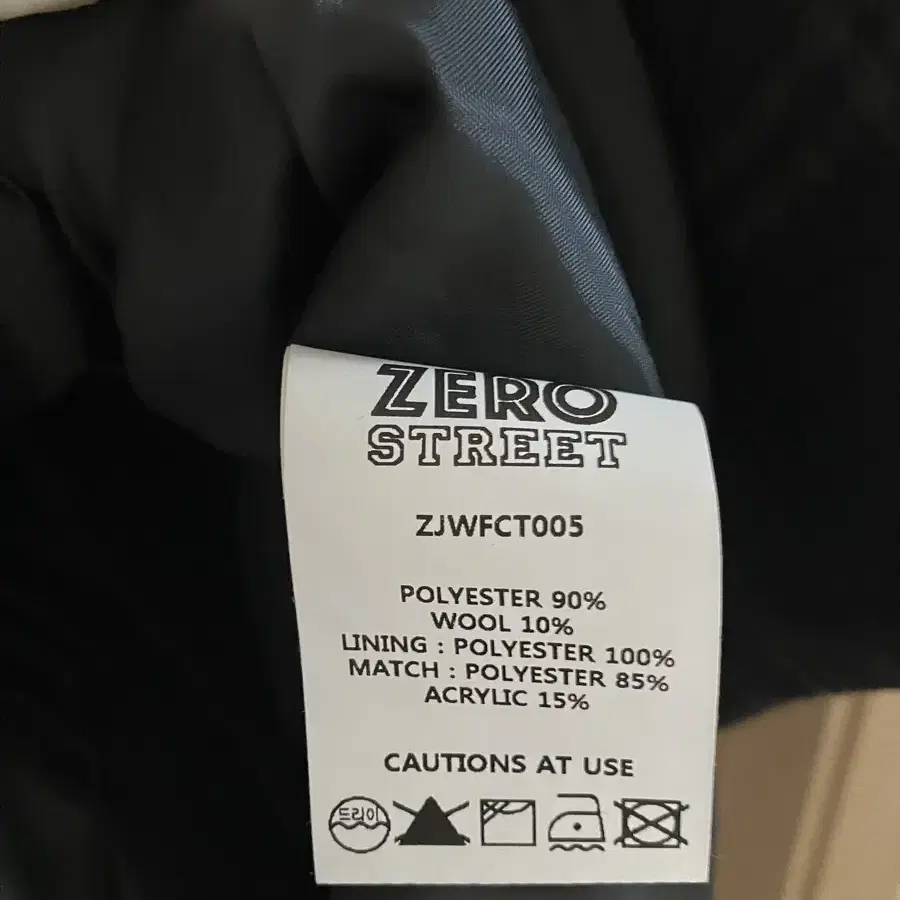 ZERO
STREET
ZJWFCT005
POLYESTER 90%
WOOL 10%
LINING : POLYESTER 100%
MATCH : POLYESTER 85%
ACRYLIC 15%
CAUTIONS AT USE
드라이